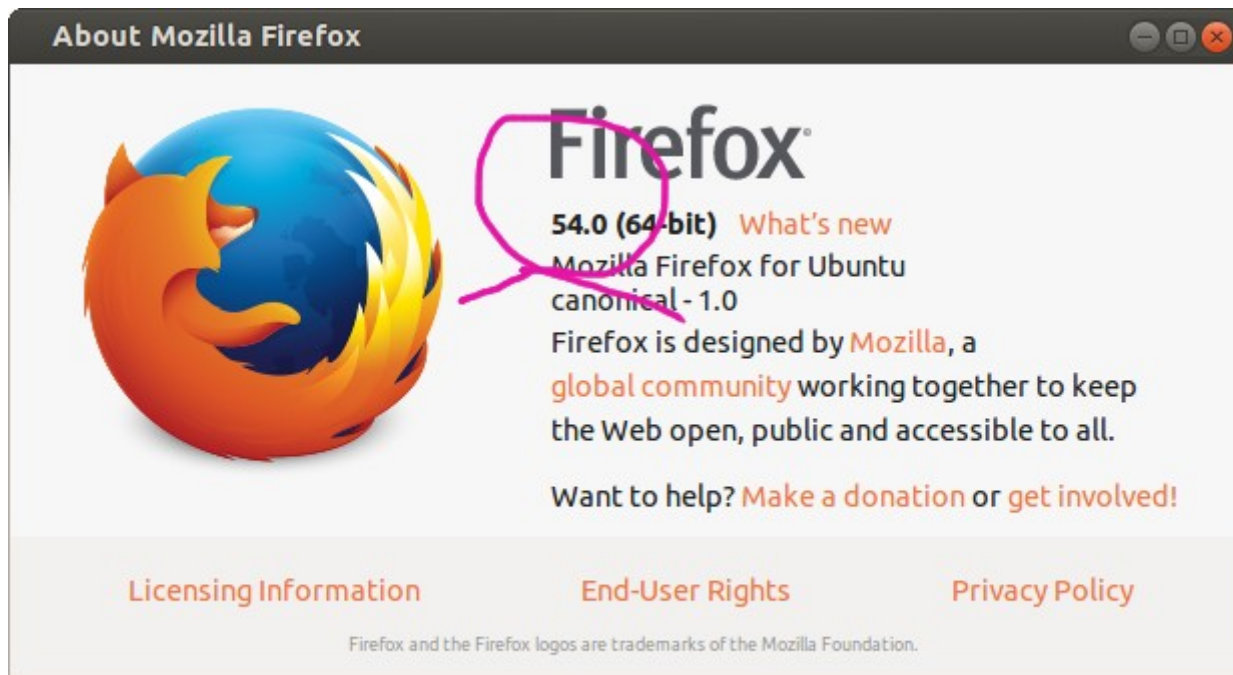 About Mozilla Firefox
Firefox®
54.0 (64-bit) What's new
Mozilla Firefox for Ubuntu
canonical - 1.0
Firefox is designed by Mozilla, a
global community working together to keep
the Web open, public and accessible to all.
Want to help? Make a donation or get involved!
Licensing Information End-User Rights Privacy Policy
Firefox and the Firefox logos are trademarks of the Mozilla Foundation.